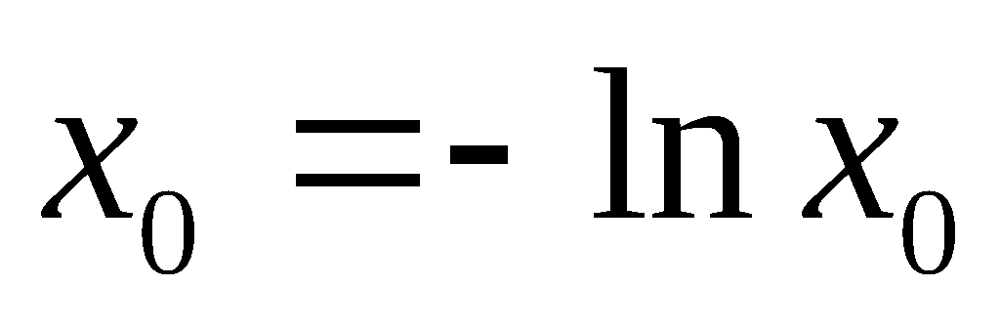 x₀ =- ln x₀